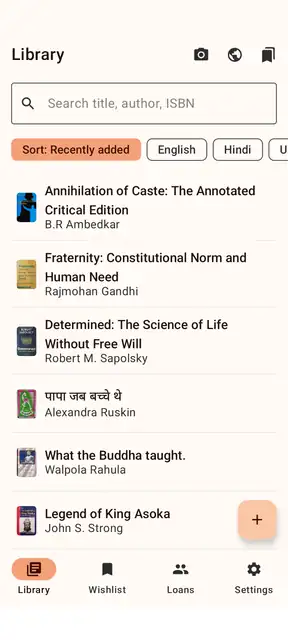 Library
Search title, author, ISBN
Sort: Recently added
English
Hindi
U
Annihilation of Caste: The Annotated
Critical Edition
B.R Ambedkar
Fraternity: Constitutional Norm and
Human Need
Rajmohan Gandhi
Determined: The Science of Life
Without Free Will
Robert M. Sapolsky
पापा जब बच्चे थे
Alexandra Ruskin
What the Buddha taught.
Walpola Rahula
Legend of King Asoka
John S. Strong
+
Library
Wishlist
Loans
Settings